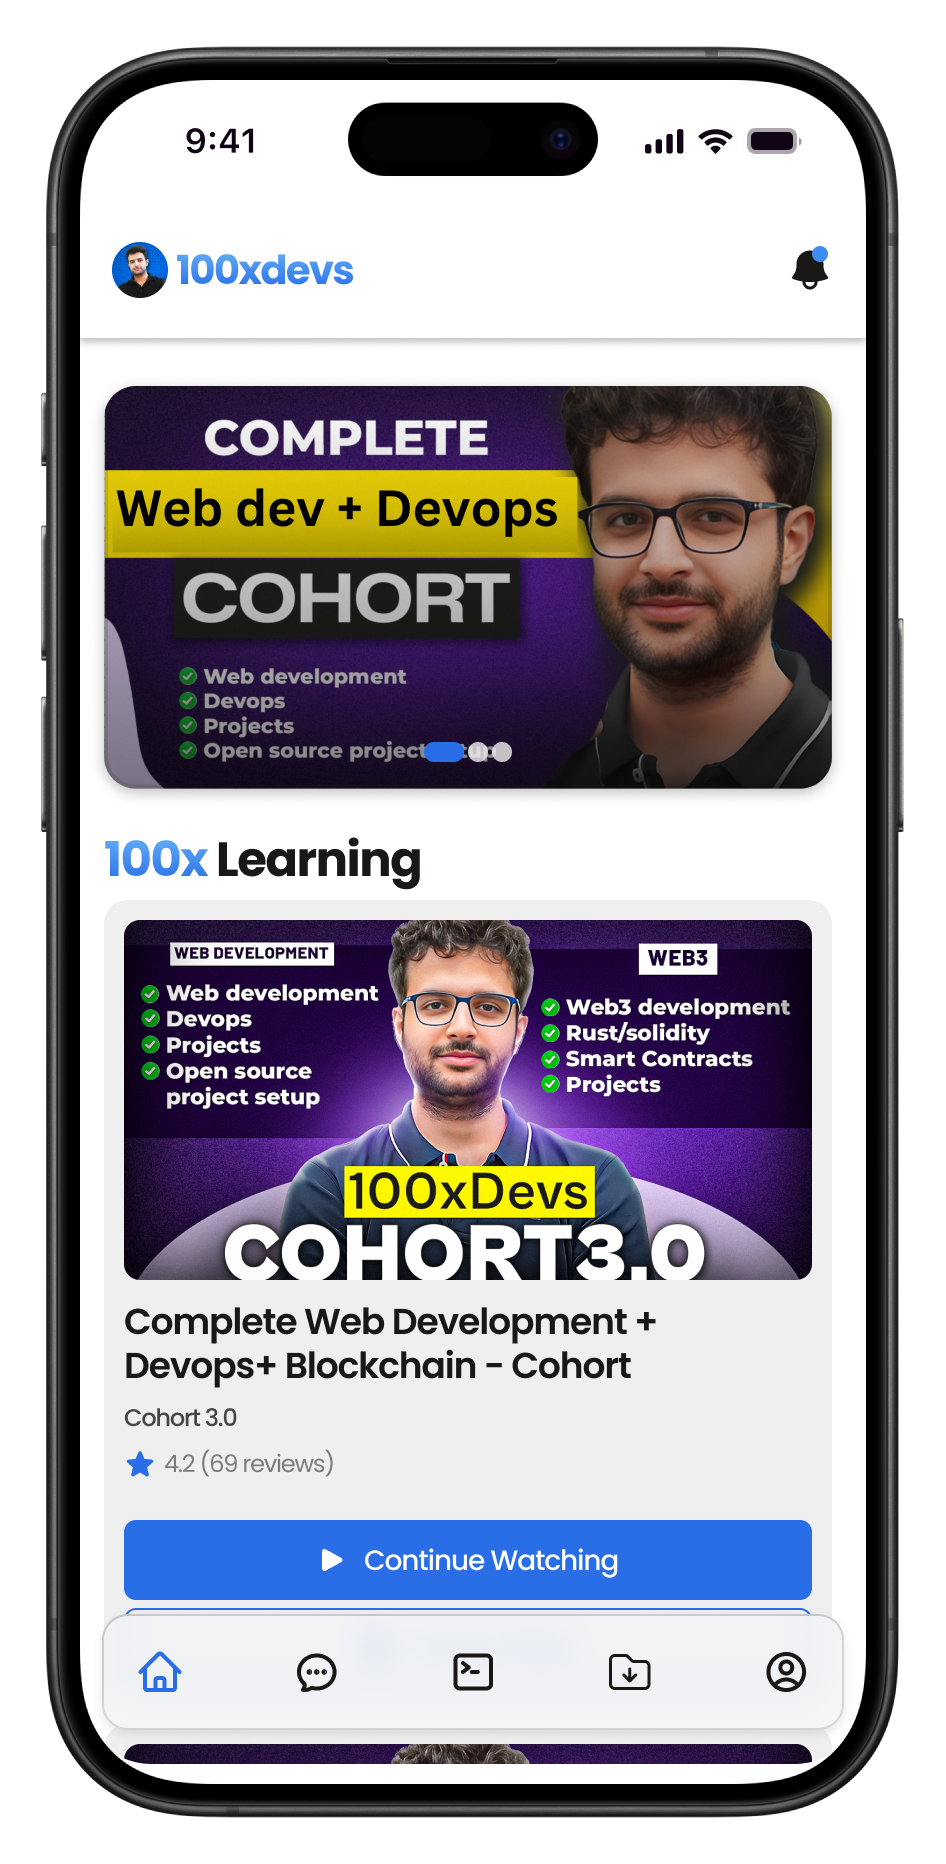 9:41
100xdevs
COMPLETE
Web dev + Devops
COHORT
Web development
Devops
Projects
Open source project
100x Learning
WEB DEVELOPMENT
Web development
Devops
Projects
Open source
project setup
WEB3
Web3 development
Rust/solidity
Smart Contracts
Projects
100xDevs
COHORT3.0
Complete Web Development +
Devops+ Blockchain - Cohort
Cohort 3.0
4.2 (69 reviews)
Continue Watching